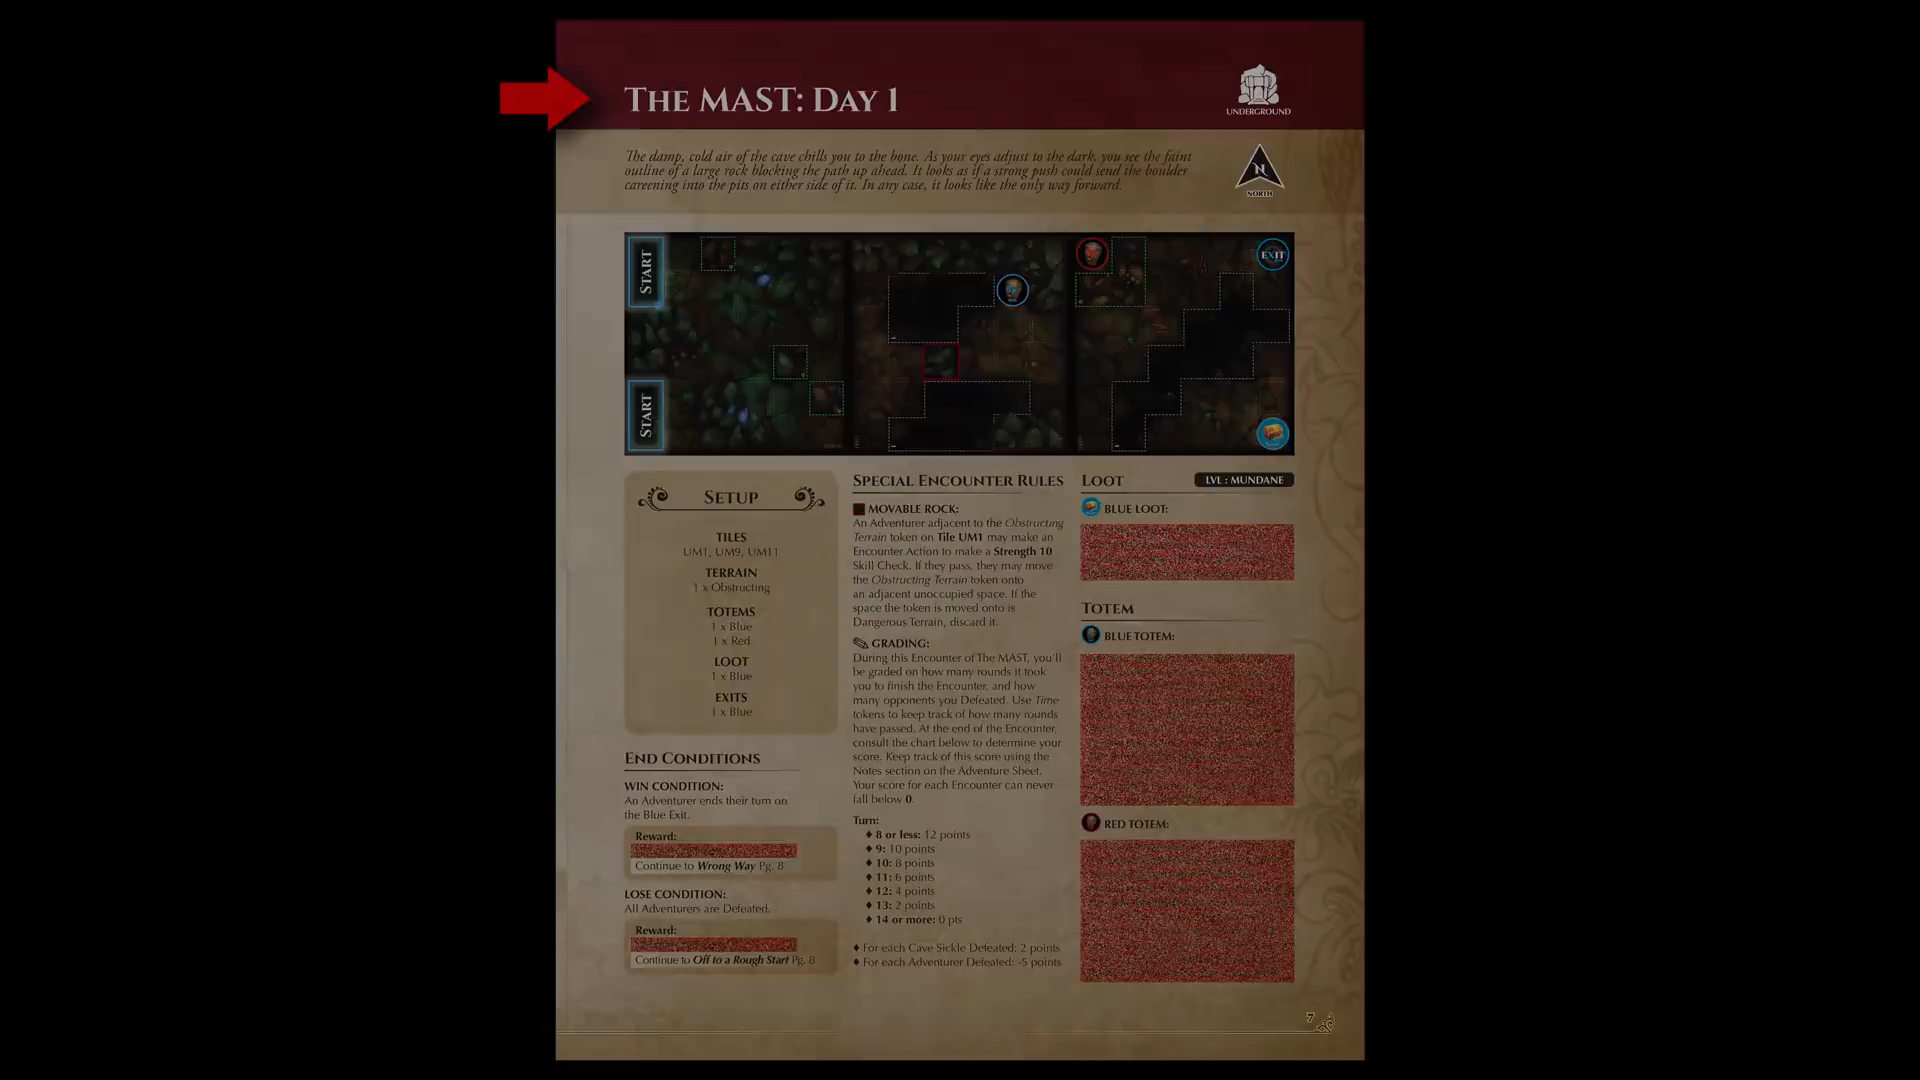 THE MAST: DAY 1
UNDERGROUND
The damp, cold air of the cave chills you to the bone. As your eyes adjust to the dark, you see the faint
outline of a large rock blocking the path up ahead. It looks as if a strong push could send the boulder
careening into the pits on either side of it. In any case, it looks like the only way forward.
N
NORTH
START
START
EXIT
SETUP
TILES
UM1, UM9, UM11
TERRAIN
1 x Obstructing
TOTEMS
1 x Blue
1 x Red
LOOT
1 x Blue
EXITS
1 x Blue
END CONDITIONS
WIN CONDITION:
An Adventurer ends their turn on
the Blue Exit.
Reward:
Continue to Wrong Way Pg. 8
LOSE CONDITION:
All Adventurers are Defeated.
Reward:
Continue to Off to a Rough Start Pg. 8
SPECIAL ENCOUNTER RULES
MOVABLE ROCK:
An Adventurer adjacent to the Obstructing
Terrain token on Tile UM1 may make an
Encounter Action to make a Strength 10
Skill Check. If they pass, they may move
the Obstructing Terrain token onto
an adjacent unoccupied space. If the
space the token is moved onto is
Dangerous Terrain, discard it.
GRADING:
During this Encounter of The MAST, you'll
be graded on how many rounds it took
you to finish the Encounter, and how
many opponents you Defeated. Use Time
tokens to keep track of how many rounds
have passed. At the end of the Encounter,
consult the chart below to determine your
score. Keep track of this score using the
Notes section on the Adventure Sheet.
Your score for each Encounter can never
fall below 0.
Turn:
♦ 8 or less: 12 points
♦ 9: 10 points
♦ 10: 8 points
♦ 11: 6 points
♦ 12: 4 points
♦ 13: 2 points
♦ 14 or more: 0 pts
♦ For each Cave Sickle Defeated: 2 points
♦ For each Adventurer Defeated: -5 points
LOOT
LVL : MUNDANE
BLUE LOOT:
TOTEM
BLUE TOTEM:
RED TOTEM:
7